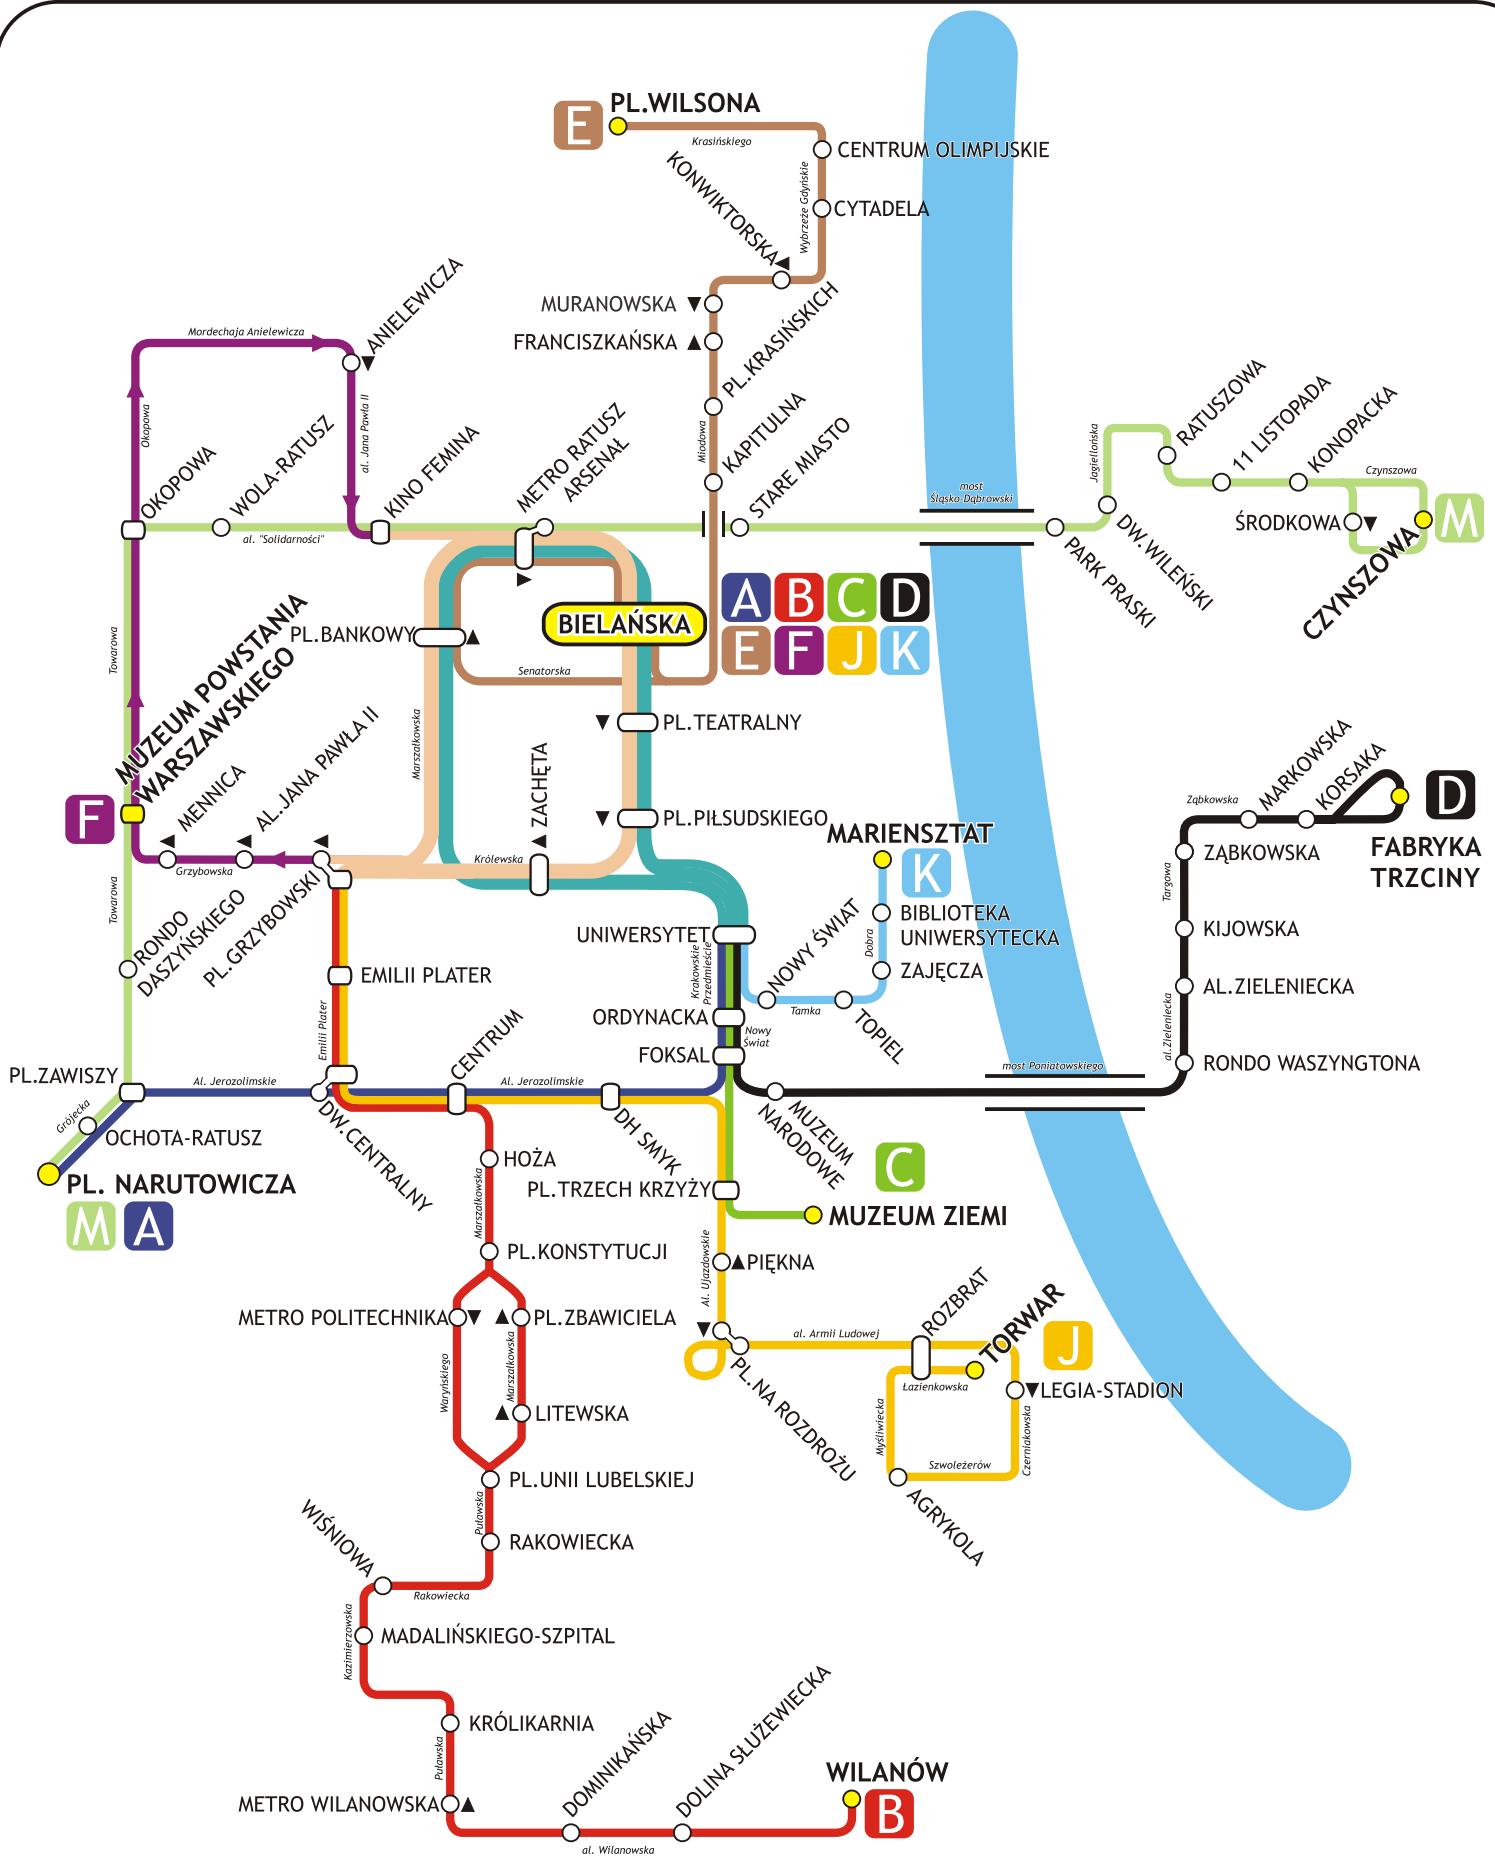 E
PL.WILSONA
Krasińskiego
CENTRUM OLIMPIJSKIE
KONWIKTORSKA
Wybrzeże Gdyńskie
CYTADELA
MURANOWSKA
FRANCISZKAŃSKA
PL.KRASIŃSKICH
Mordechaja Anielewicza
ANIELEWICZA
Okopowa
al. Jana Pawła II
OKOPOWA
WOLA-RATUSZ
KINO FEMINA
METRO RATUSZ
ARSENAŁ
Miodowa
KAPITULNA
STARE MIASTO
al. "Solidarności"
most
Śląsko-Dąbrowski
Jagiellońska
RATUSZOWA
11 LISTOPADA
KONOPACKA
Czynszowa
ŚRODKOWA
M
CZYNSZOWA
DW.WILEŃSKI
PARK PRASKI
A
B
C
D
E
F
J
K
BIELAŃSKA
PL.BANKOWY
Senatorska
Towarowa
MUZEUM POWSTANIA
WARSZAWSKIEGO
Marszałkowska
PL.TEATRALNY
ZACHĘTA
PL.PIŁSUDSKIEGO
F
MENNICA
AL.JANA PAWŁA II
Grzybowska
Królewska
MARIENSZTAT
K
Ząbkowska
MARKOWSKA
KORSAKA
D
FABRYKA
TRZCINY
ZĄBKOWSKA
Targowa
KIJOWSKA
AL.ZIELENIECKA
al.Zieleniecka
RONDO WASZYNGTONA
Towarowa
RONDO
DASZYŃSKIEGO
PL.GRZYBOWSKI
UNIWERSYTET
Krakowskie
Przedmieście
NOWY ŚWIAT
Dobra
BIBLIOTEKA
UNIWERSYTECKA
ZAJĘCZA
EMILII PLATER
Emilii Plater
Tamka
TOPIEL
ORDYNACKA
Nowy
Świat
FOKSAL
CENTRUM
most Poniatowskiego
PL.ZAWISZY
Al. Jerozolimskie
Al. Jerozolimskie
Grójecka
OCHOTA-RATUSZ
DW.CENTRALNY
DH SMYK
MUZEUM
NARODOWE
PL. NARUTOWICZA
M
A
HOŻA
Marszałkowska
PL.TRZECH KRZYŻY
C
MUZEUM ZIEMI
PL.KONSTYTUCJI
Al. Ujazdowskie
PIĘKNA
METRO POLITECHNIKA
PL.ZBAWICIELA
Waryńskiego
Marszałkowska
LITEWSKA
al. Armii Ludowej
ROZBRAT
TORWAR
J
PL.NA ROZDROŻU
Łazienkowska
LEGIA-STADION
Myśliwiecka
Czerniakowska
Szwoleżerów
AGRYKOLA
PL.UNII LUBELSKIEJ
Puławska
RAKOWIECKA
WIŚNIOWA
Rakowiecka
Kazimierzowska
MADALIŃSKIEGO-SZPITAL
KRÓLIKARNIA
Puławska
METRO WILANOWSKA
DOMINIKAŃSKA
DOLINA SŁUŻEWIECKA
al. Wilanowska
WILANÓW
B